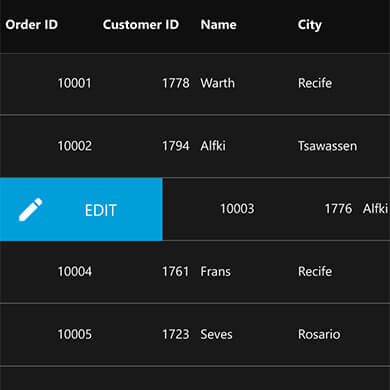 Order ID Customer ID Name City
10001 1778 Warth Recife
10002 1794 Alfki Tsawassen
EDIT 10003 1776 Alfki
10004 1761 Frans Recife
10005 1723 Seves Rosario